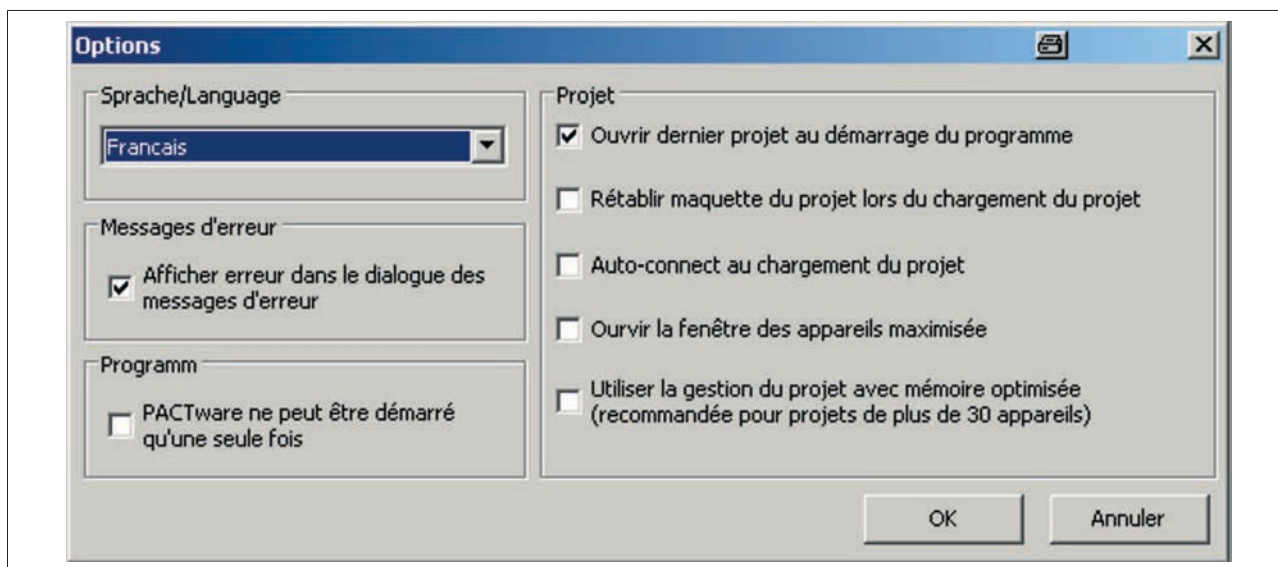 Options
Sprache/Language
Francais
Messages d'erreur
Afficher erreur dans le dialogue des
messages d'erreur
Programm
PACTware ne peut être démarré
qu'une seule fois
Projet
Ouvrir dernier projet au démarrage du programme
Rétablir maquette du projet lors du chargement du projet
Auto-connect au chargement du projet
Ourvir la fenêtre des appareils maximisée
Utiliser la gestion du projet avec mémoire optimisée
(recommandée pour projets de plus de 30 appareils)
OK
Annuler